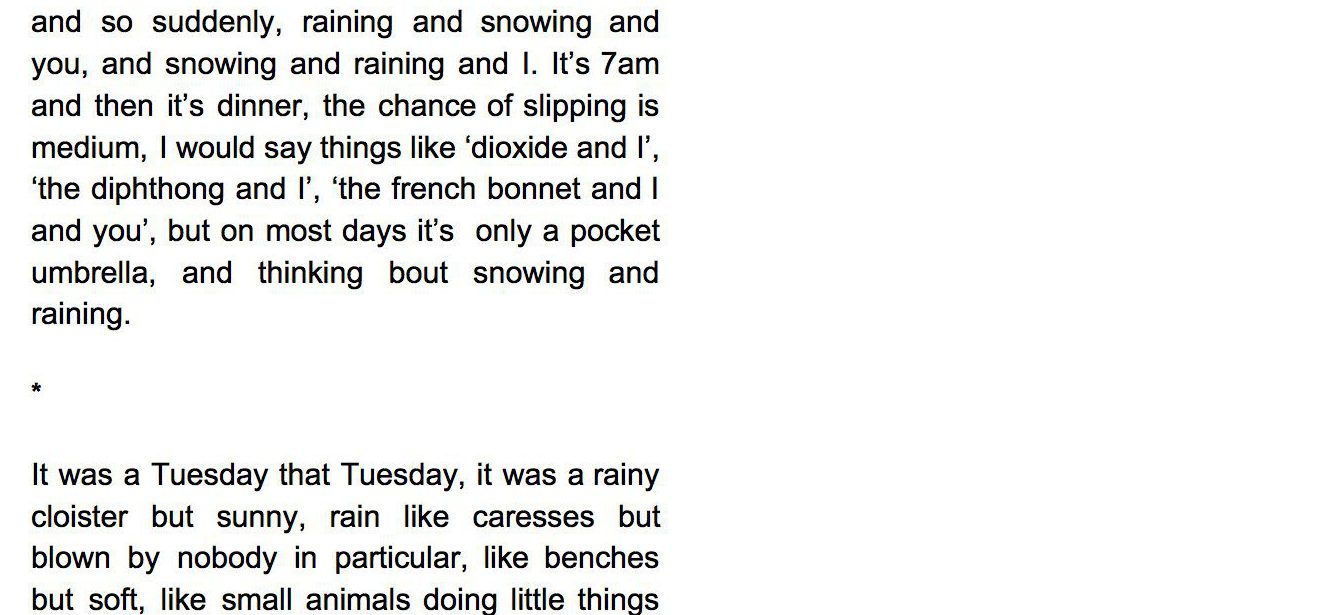 and so suddenly, raining and snowing and
you, and snowing and raining and I. It’s 7am
and then it’s dinner, the chance of slipping is
medium, I would say things like ‘dioxide and I’,
‘the diphthong and I’, ‘the french bonnet and I
and you’, but on most days it’s  only a pocket
umbrella, and thinking bout snowing and
raining.
*
It was a Tuesday that Tuesday, it was a rainy
cloister but sunny, rain like caresses but
blown by nobody in particular, like benches
but soft, like small animals doing little things